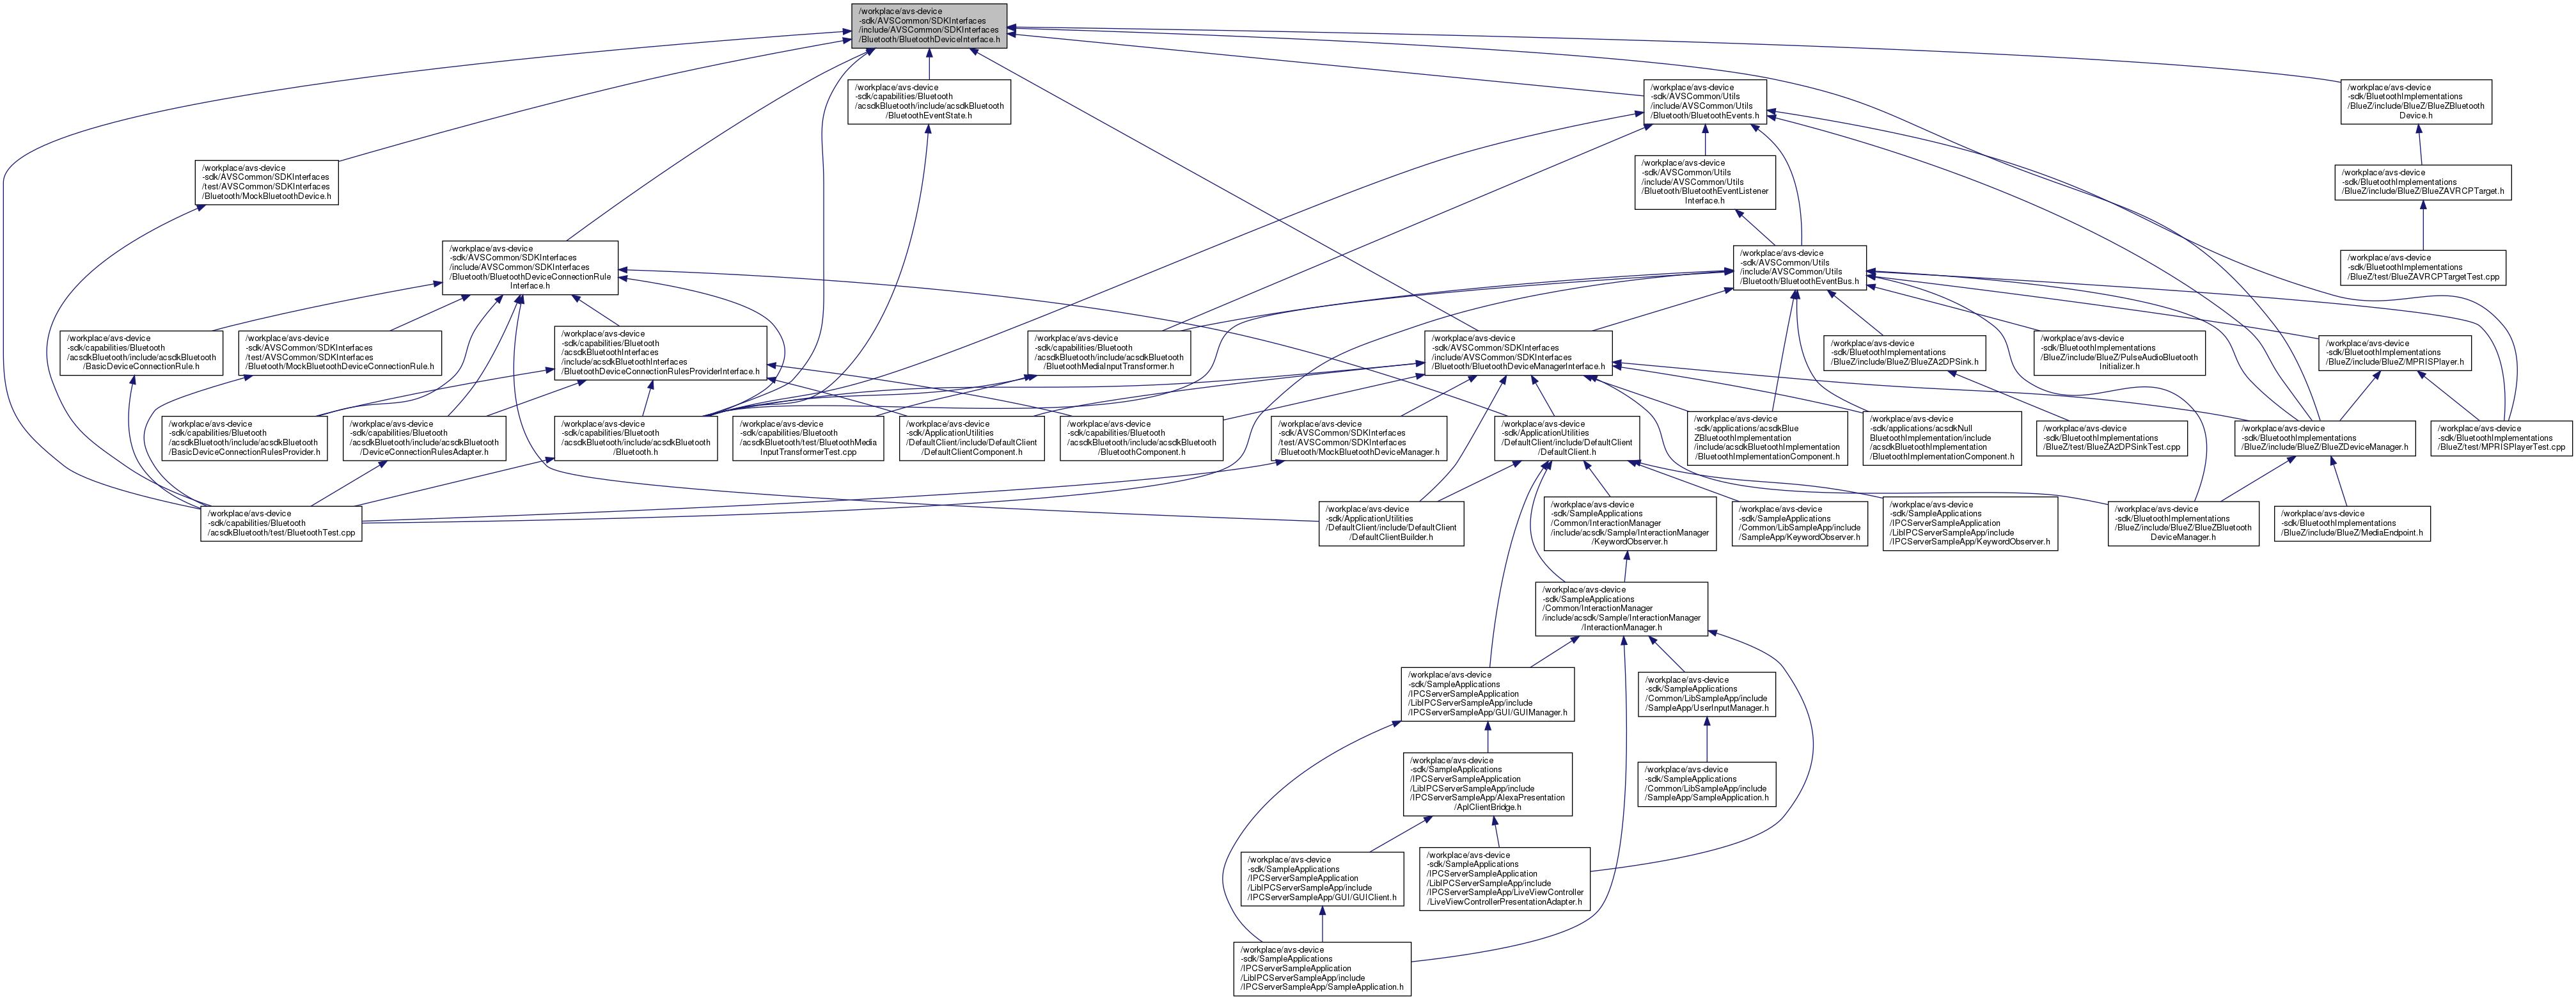 /workplace/avs-device
-sdk/AVSCommon/SDKInterfaces
/include/AVSCommon/SDKInterfaces
/Bluetooth/BluetoothDeviceInterface.h
/workplace/avs-device
-sdk/capabilities/Bluetooth
/acsdkBluetooth/include/acsdkBluetooth
/BluetoothEventState.h
/workplace/avs-device
-sdk/AVSCommon/Utils
/include/AVSCommon/Utils
/Bluetooth/BluetoothEvents.h
/workplace/avs-device
-sdk/BluetoothImplementations
/BlueZ/include/BlueZ/BlueZBluetooth
Device.h
/workplace/avs-device
-sdk/AVSCommon/SDKInterfaces
/test/AVSCommon/SDKInterfaces
/Bluetooth/MockBluetoothDevice.h
/workplace/avs-device
-sdk/AVSCommon/Utils
/include/AVSCommon/Utils
/Bluetooth/BluetoothEventListener
Interface.h
/workplace/avs-device
-sdk/BluetoothImplementations
/BlueZ/include/BlueZ/BlueZAVRCPTarget.h
/workplace/avs-device
-sdk/AVSCommon/SDKInterfaces
/include/AVSCommon/SDKInterfaces
/Bluetooth/BluetoothDeviceConnectionRule
Interface.h
/workplace/avs-device
-sdk/AVSCommon/Utils
/include/AVSCommon/Utils
/Bluetooth/BluetoothEventBus.h
/workplace/avs-device
-sdk/BluetoothImplementations
/BlueZ/test/BlueZAVRCPTargetTest.cpp
/workplace/avs-device
-sdk/capabilities/Bluetooth
/acsdkBluetooth/include/acsdkBluetooth
/BasicDeviceConnectionRule.h
/workplace/avs-device
-sdk/AVSCommon/SDKInterfaces
/test/AVSCommon/SDKInterfaces
/Bluetooth/MockBluetoothDeviceConnectionRule.h
/workplace/avs-device
-sdk/capabilities/Bluetooth
/acsdkBluetoothInterfaces
/include/acsdkBluetoothInterfaces
/BluetoothDeviceConnectionRulesProviderInterface.h
/workplace/avs-device
-sdk/capabilities/Bluetooth
/acsdkBluetooth/include/acsdkBluetooth
/BluetoothMediaInputTransformer.h
/workplace/avs-device
-sdk/AVSCommon/SDKInterfaces
/include/AVSCommon/SDKInterfaces
/Bluetooth/BluetoothDeviceManagerInterface.h
/workplace/avs-device
-sdk/BluetoothImplementations
/BlueZ/include/BlueZ/BlueZA2DPSink.h
/workplace/avs-device
-sdk/BluetoothImplementations
/BlueZ/include/BlueZ/PulseAudioBluetooth
Initializer.h
/workplace/avs-device
-sdk/BluetoothImplementations
/BlueZ/include/BlueZ/MPRISPlayer.h
/workplace/avs-device
-sdk/capabilities/Bluetooth
/acsdkBluetooth/include/acsdkBluetooth
/BasicDeviceConnectionRulesProvider.h
/workplace/avs-device
-sdk/capabilities/Bluetooth
/acsdkBluetooth/include/acsdkBluetooth
/DeviceConnectionRulesAdapter.h
/workplace/avs-device
-sdk/capabilities/Bluetooth
/acsdkBluetooth/include/acsdkBluetooth
/Bluetooth.h
/workplace/avs-device
-sdk/capabilities/Bluetooth
/acsdkBluetooth/test/BluetoothMedia
InputTransformerTest.cpp
/workplace/avs-device
-sdk/ApplicationUtilities
/DefaultClient/include/DefaultClient
/DefaultClientComponent.h
/workplace/avs-device
-sdk/capabilities/Bluetooth
/acsdkBluetooth/include/acsdkBluetooth
/BluetoothComponent.h
/workplace/avs-device
-sdk/AVSCommon/SDKInterfaces
/test/AVSCommon/SDKInterfaces
/Bluetooth/MockBluetoothDeviceManager.h
/workplace/avs-device
-sdk/ApplicationUtilities
/DefaultClient/include/DefaultClient
/DefaultClient.h
/workplace/avs-device
-sdk/applications/acsdkBlue
ZBluetoothImplementation
/include/acsdkBluetoothImplementation
/BluetoothImplementationComponent.h
/workplace/avs-device
-sdk/applications/acsdkNull
BluetoothImplementation/include
/acsdkBluetoothImplementation
/BluetoothImplementationComponent.h
/workplace/avs-device
-sdk/BluetoothImplementations
/BlueZ/test/BlueZA2DPSinkTest.cpp
/workplace/avs-device
-sdk/BluetoothImplementations
/BlueZ/include/BlueZ/BlueZDeviceManager.h
/workplace/avs-device
-sdk/BluetoothImplementations
/BlueZ/test/MPRISPlayerTest.cpp
/workplace/avs-device
-sdk/capabilities/Bluetooth
/acsdkBluetooth/test/BluetoothTest.cpp
/workplace/avs-device
-sdk/ApplicationUtilities
/DefaultClient/include/DefaultClient
/DefaultClientBuilder.h
/workplace/avs-device
-sdk/SampleApplications
/Common/InteractionManager
/include/acsdk/Sample/InteractionManager
/KeywordObserver.h
/workplace/avs-device
-sdk/SampleApplications
/Common/LibSampleApp/include
/SampleApp/KeywordObserver.h
/workplace/avs-device
-sdk/SampleApplications
/IPCServerSampleApplication
/LibIPCServerSampleApp/include
/IPCServerSampleApp/KeywordObserver.h
/workplace/avs-device
-sdk/BluetoothImplementations
/BlueZ/include/BlueZ/BlueZBluetooth
DeviceManager.h
/workplace/avs-device
-sdk/BluetoothImplementations
/BlueZ/include/BlueZ/MediaEndpoint.h
/workplace/avs-device
-sdk/SampleApplications
/Common/InteractionManager
/include/acsdk/Sample/InteractionManager
/InteractionManager.h
/workplace/avs-device
-sdk/SampleApplications
/IPCServerSampleApplication
/LibIPCServerSampleApp/include
/IPCServerSampleApp/GUI/GUIManager.h
/workplace/avs-device
-sdk/SampleApplications
/Common/LibSampleApp/include
/SampleApp/UserInputManager.h
/workplace/avs-device
-sdk/SampleApplications
/IPCServerSampleApplication
/LibIPCServerSampleApp/include
/IPCServerSampleApp/AlexaPresentation
/AplClientBridge.h
/workplace/avs-device
-sdk/SampleApplications
/Common/LibSampleApp/include
/SampleApp/SampleApplication.h
/workplace/avs-device
-sdk/SampleApplications
/IPCServerSampleApplication
/LibIPCServerSampleApp/include
/IPCServerSampleApp/GUI/GUIClient.h
/workplace/avs-device
-sdk/SampleApplications
/IPCServerSampleApplication
/LibIPCServerSampleApp/include
/IPCServerSampleApp/LiveViewController
/LiveViewControllerPresentationAdapter.h
/workplace/avs-device
-sdk/SampleApplications
/IPCServerSampleApplication
/LibIPCServerSampleApp/include
/IPCServerSampleApp/SampleApplication.h